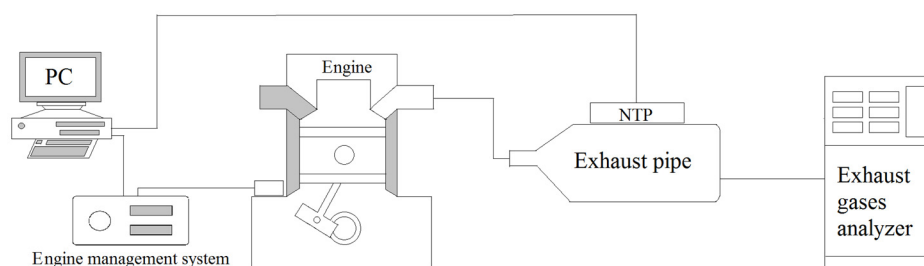 PC
Engine
NTP
Exhaust pipe
Exhaust
gases
analyzer
Engine management system